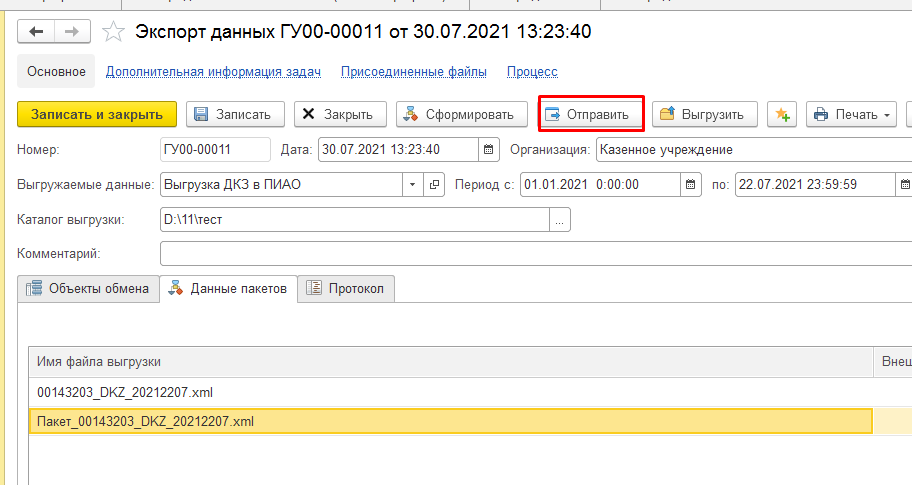 Экспорт данных ГУ00-00011 от 30.07.2021 13:23:40
Основное Дополнительная информация задач Присоединенные файлы Процесс
Записать и закрыть Записать Закрыть Сформировать Отправить Выгрузить Печать
Номер: ГУ00-00011 Дата: 30.07.2021 13:23:40 Организация: Казенное учреждение
Выгружаемые данные: Выгрузка ДКЗ в ПИАО Период с: 01.01.2021 0:00:00 по: 22.07.2021 23:59:59
Каталог выгрузки: D:\11\тест ...
Комментарий:
Объекты обмена Данные пакетов Протокол
Имя файла выгрузки Внеш
00143203_DKZ_20212207.xml
Пакет_00143203_DKZ_20212207.xml